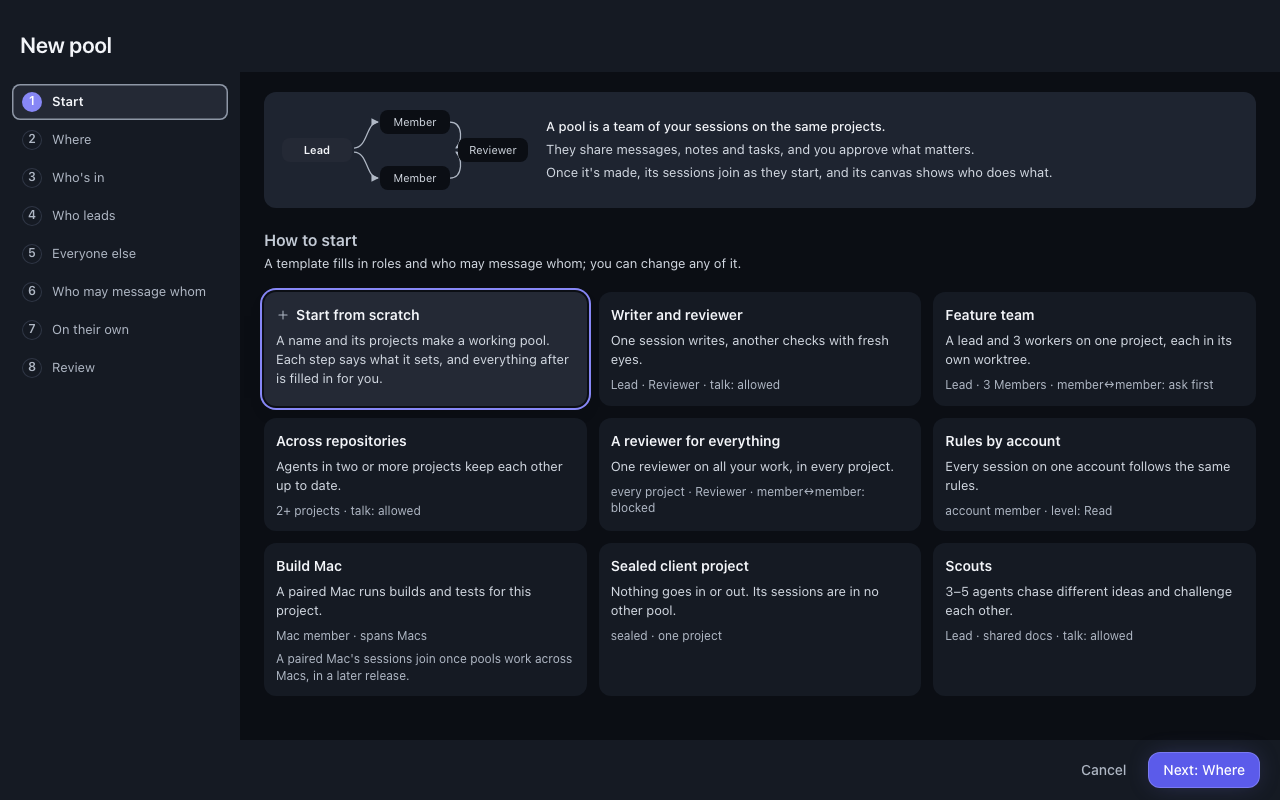 New pool
1 Start
2 Where
3 Who's in
4 Who leads
5 Everyone else
6 Who may message whom
7 On their own
8 Review
Lead
Member
Member
Reviewer
A pool is a team of your sessions on the same projects.
They share messages, notes and tasks, and you approve what matters.
Once it's made, its sessions join as they start, and its canvas shows who does what.
How to start
A template fills in roles and who may message whom; you can change any of it.
+ Start from scratch
A name and its projects make a working pool.
Each step says what it sets, and everything after
is filled in for you.
Writer and reviewer
One session writes, another checks with fresh
eyes.
Lead · Reviewer · talk: allowed
Feature team
A lead and 3 workers on one project, each in its
own worktree.
Lead · 3 Members · member↔member: ask first
Across repositories
Agents in two or more projects keep each other
up to date.
2+ projects · talk: allowed
A reviewer for everything
One reviewer on all your work, in every project.
every project · Reviewer · member↔member:
blocked
Rules by account
Every session on one account follows the same
rules.
account member · level: Read
Build Mac
A paired Mac runs builds and tests for this
project.
Mac member · spans Macs
A paired Mac's sessions join once pools work across
Macs, in a later release.
Sealed client project
Nothing goes in or out. Its sessions are in no
other pool.
sealed · one project
Scouts
3–5 agents chase different ideas and challenge
each other.
Lead · shared docs · talk: allowed
Cancel
Next: Where